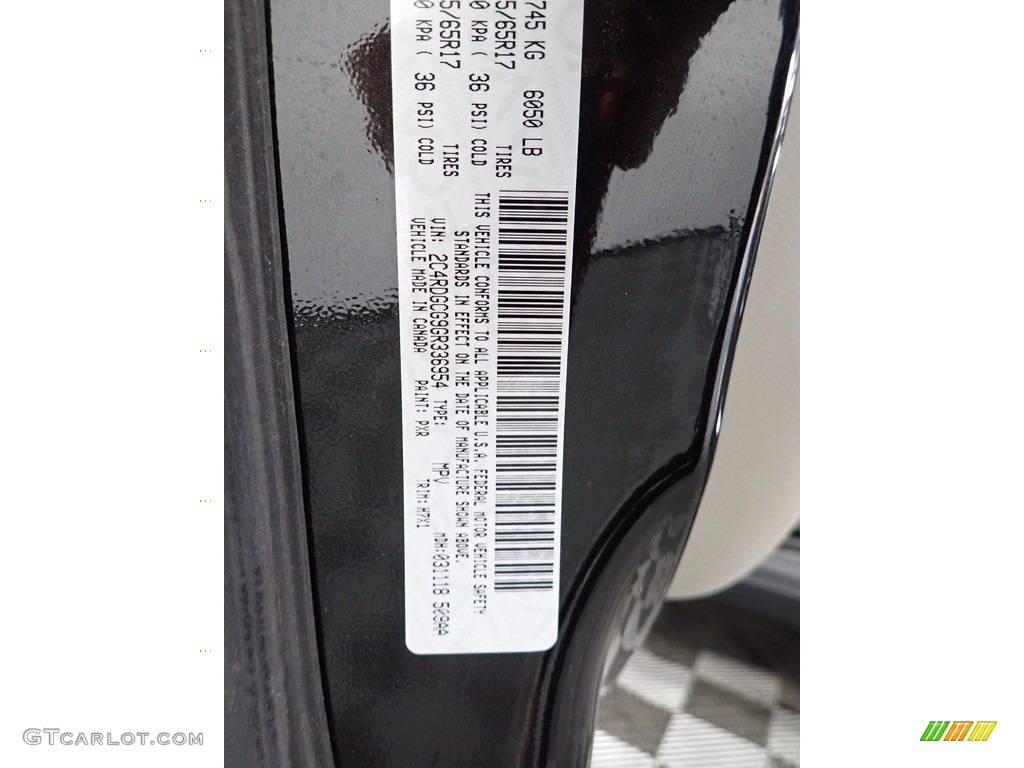 745 KG 6050 LB
5/65R17 TIRES
0 KPA ( 36 PSI) COLD
5/65R17 TIRES
0 KPA ( 36 PSI) COLD
THIS VEHICLE CONFORMS TO ALL APPLICABLE U.S.A. FEDERAL MOTOR VEHICLE SAFETY
STANDARDS IN EFFECT ON THE DATE OF MANUFACTURE SHOWN ABOVE.
VIN: 2C4RDGCG9GR336954 TYPE: MPV MDH:031118 509AA
VEHICLE MADE IN CANADA PAINT: PXR TRIM: H7X1
GTCARLOT.COM